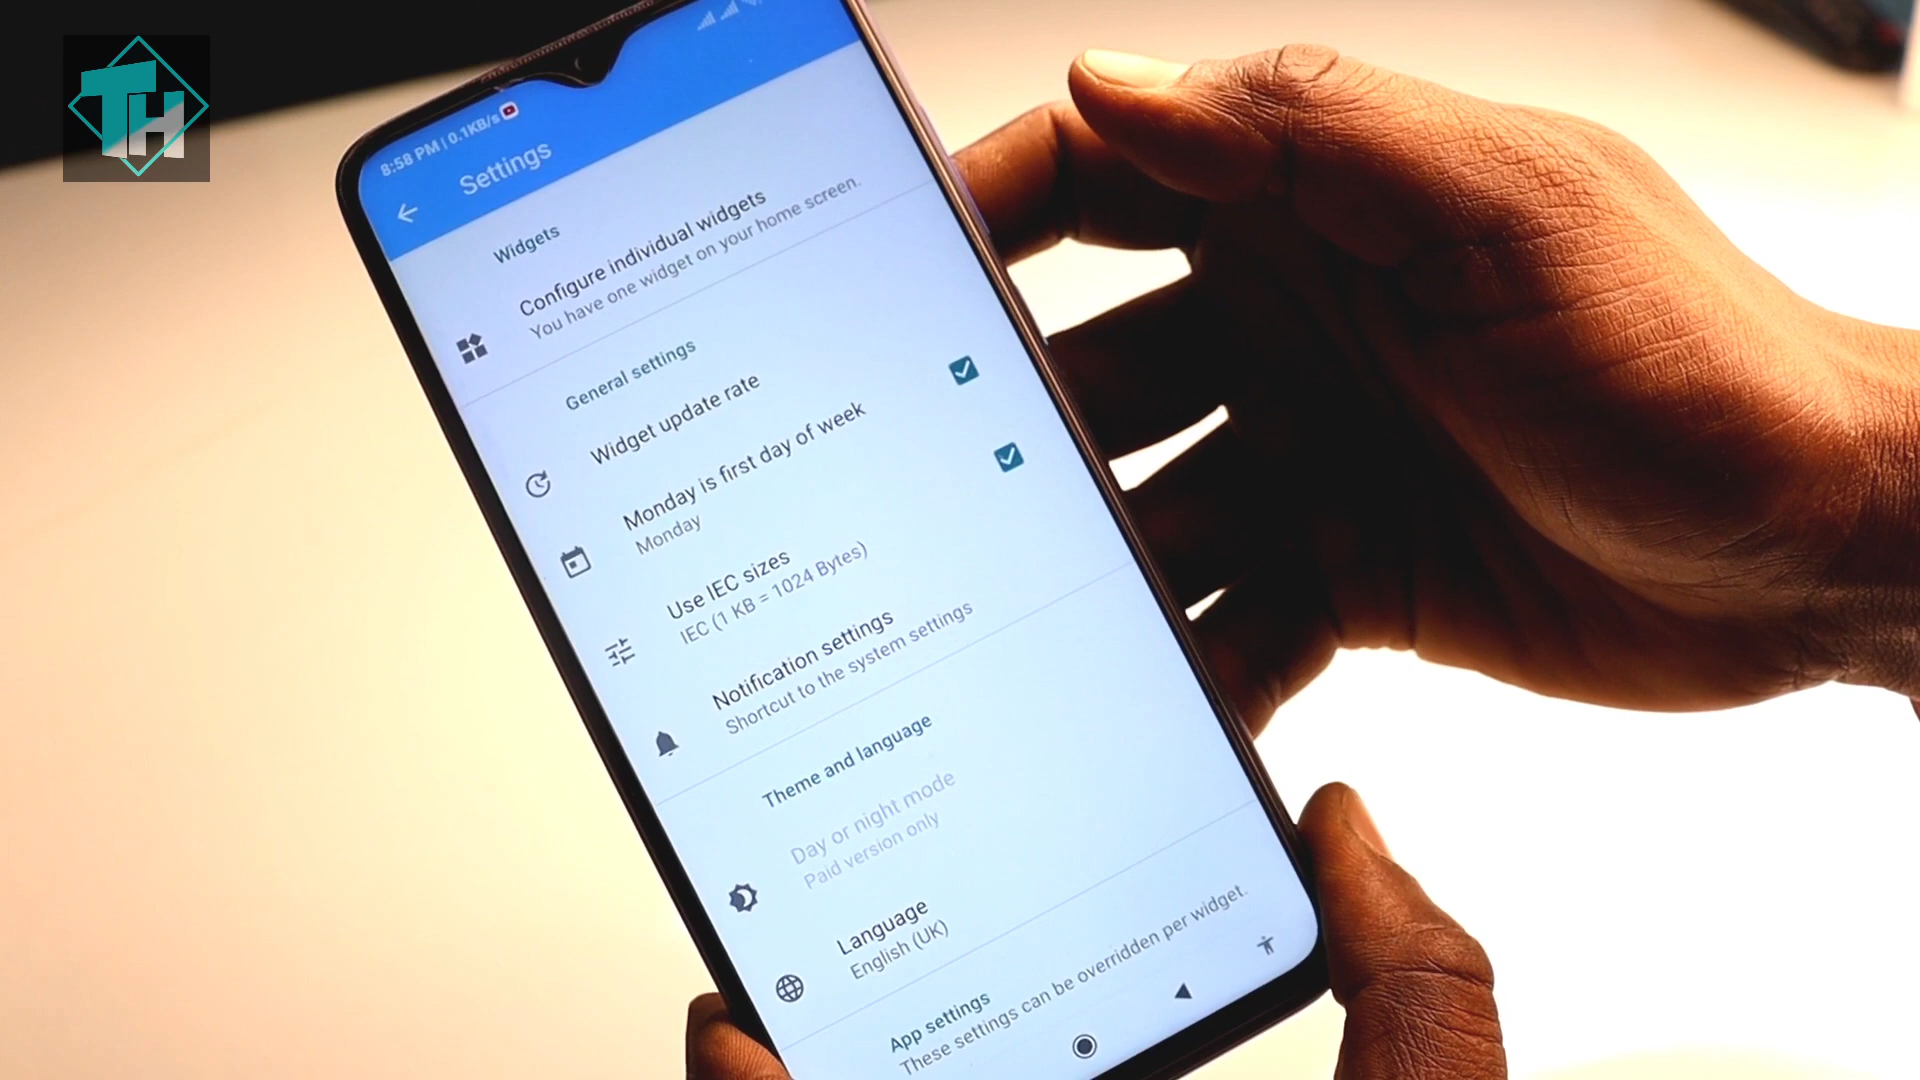 TH
8:58 PM | 0.1KB/s
Settings
Widgets
Configure individual widgets
You have one widget on your home screen.
General settings
Widget update rate
Monday is first day of week
Monday
Use IEC sizes
IEC (1 KB = 1024 Bytes)
Notification settings
Shortcut to the system settings
Theme and language
Day or night mode
Paid version only
Language
English (UK)
App settings
These settings can be overridden per widget.